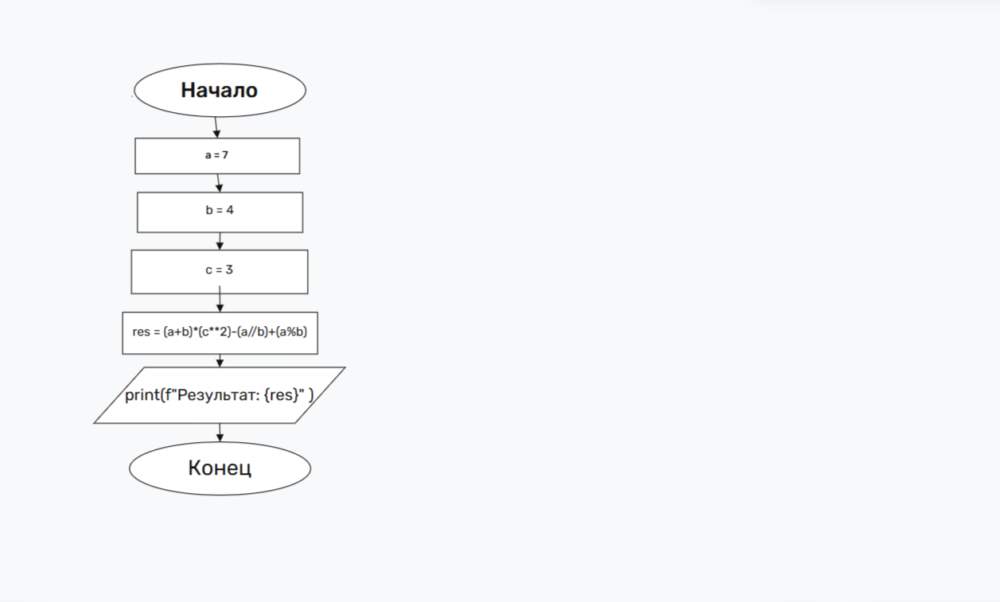 Начало
a = 7
b = 4
c = 3
res = (a+b)*(c**2)-(a//b)+(a%b)
print(f"Результат: {res}" )
Конец